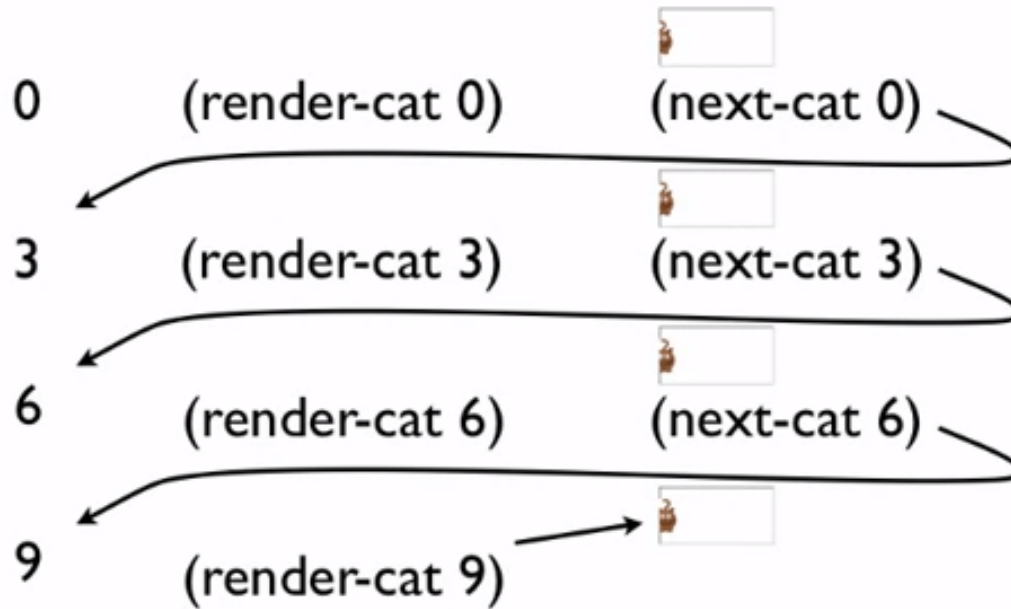 0 (render-cat 0) (next-cat 0)
3 (render-cat 3) (next-cat 3)
6 (render-cat 6) (next-cat 6)
9 (render-cat 9)